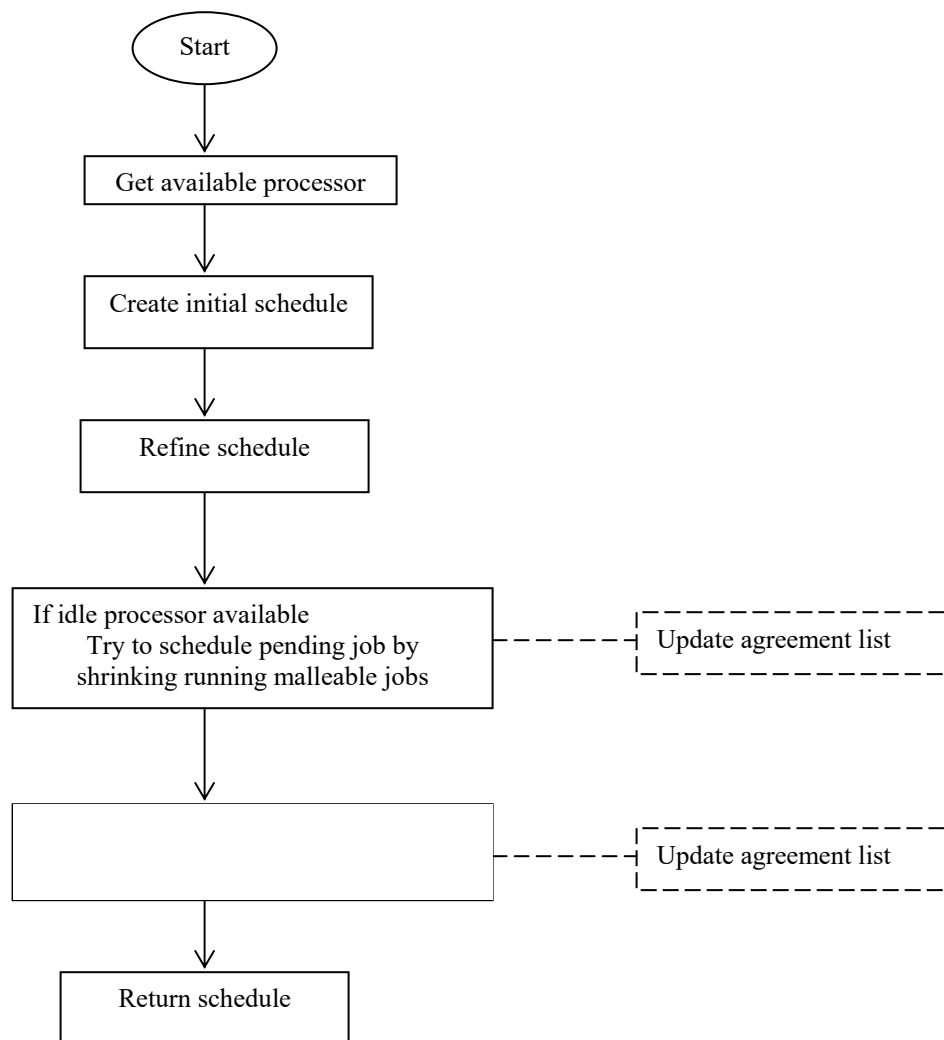 Start
Get available processor
Create initial schedule
Refine schedule
If idle processor available
Try to schedule pending job by
shrinking running malleable jobs
Update agreement list
Update agreement list
Return schedule